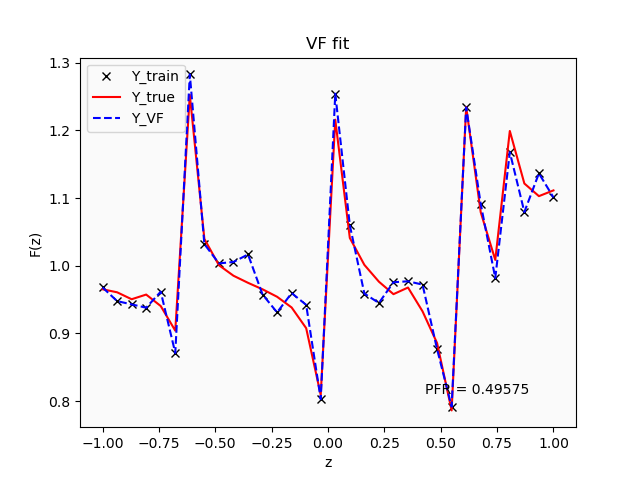 VF fit
F(z)
1.3
1.2
1.1
1.0
0.9
0.8
Y_train
Y_true
Y_VF
PFR = 0.49575
−1.00 −0.75 −0.50 −0.25 0.00 0.25 0.50 0.75 1.00
z